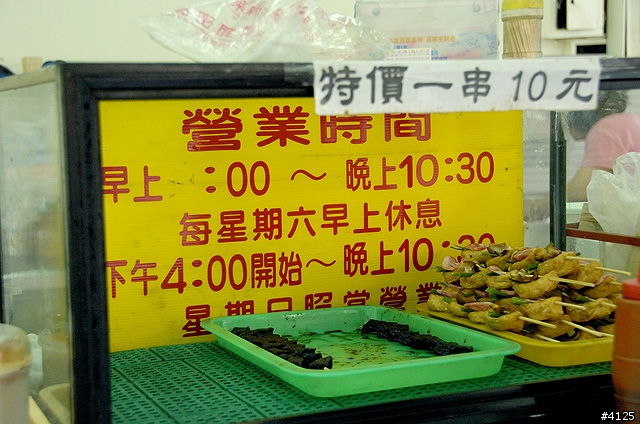 特價一串10元
營業時間
早上 :00 ~ 晚上10:30
每星期六早上休息
下午4:00開始~晚上10:30
星期日照常營業
#4125